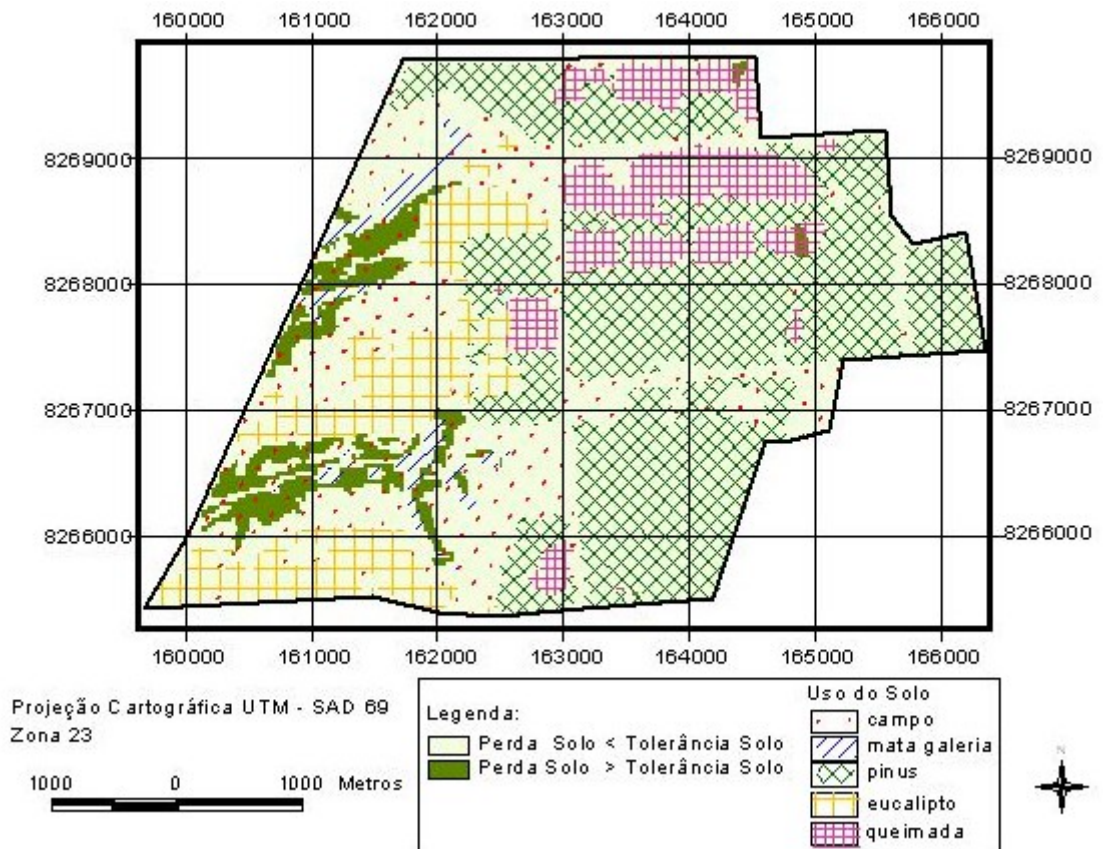 160000 161000 162000 163000 164000 165000 166000
8269000 8269000
8268000 8268000
8267000 8267000
8266000 8266000
160000 161000 162000 163000 164000 165000 166000
Projeção Cartográfica UTM - SAD 69
Zona 23
1000 0 1000 Metros
Legenda:
Perda Solo < Tolerância Solo
Perda Solo > Tolerância Solo
Uso do Solo
campo
mata galeria
pinus
eucalipto
queimada
N